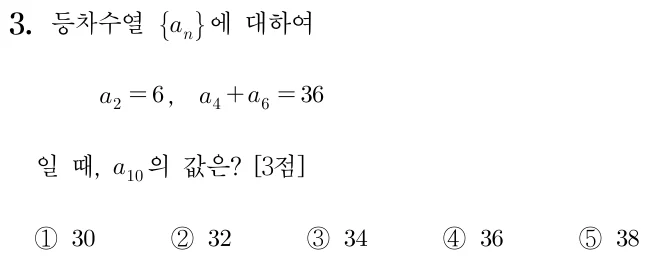 3. 등차수열 {aₙ}에 대하여
a₂ = 6, a₄ + a₆ = 36
일 때, a₁₀의 값은? [3점]
① 30 ② 32 ③ 34 ④ 36 ⑤ 38